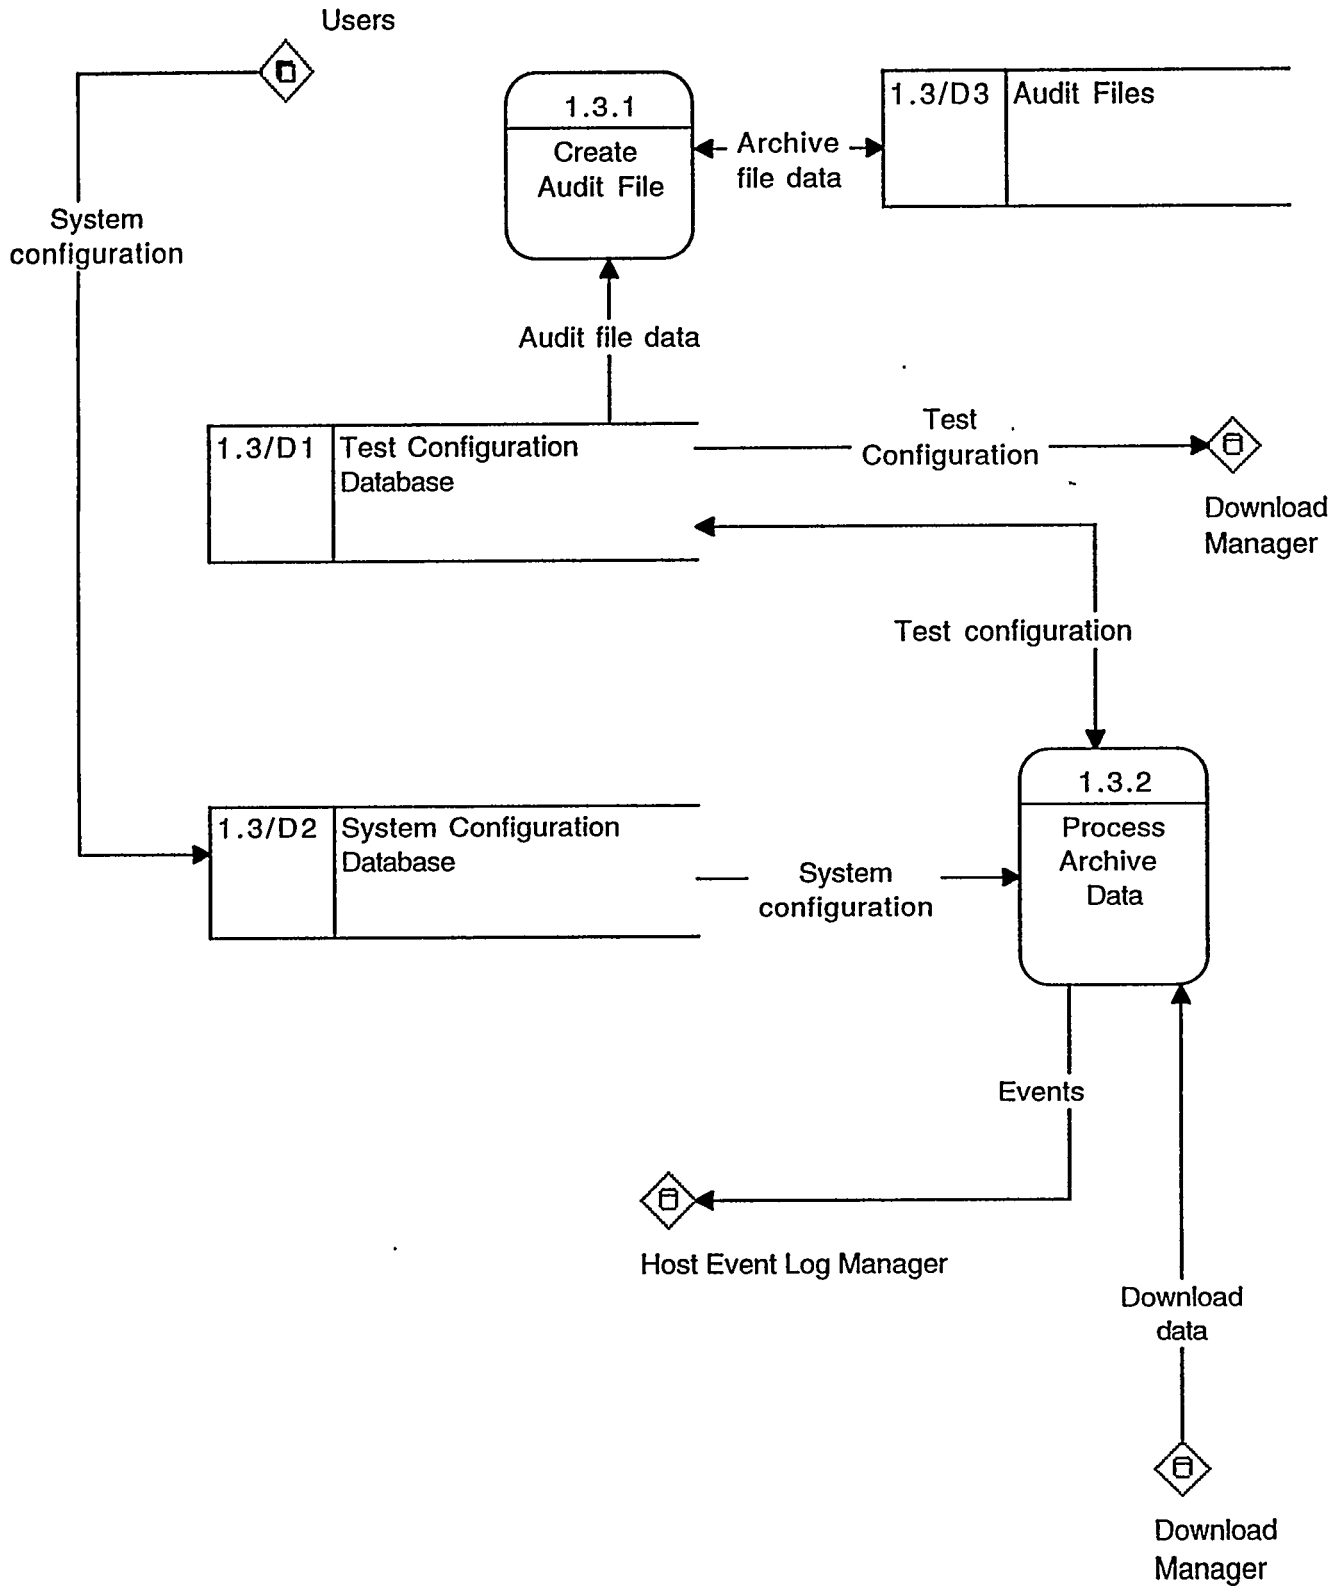 Users
1.3.1
Create
Audit File
Archive
file data
1.3/D3
Audit Files
System
configuration
Audit file data
1.3/D1
Test Configuration
Database
Test
Configuration
Download
Manager
Test configuration
1.3.2
Process
Archive
Data
1.3/D2
System Configuration
Database
System
configuration
Events
Host Event Log Manager
Download
data
Download
Manager